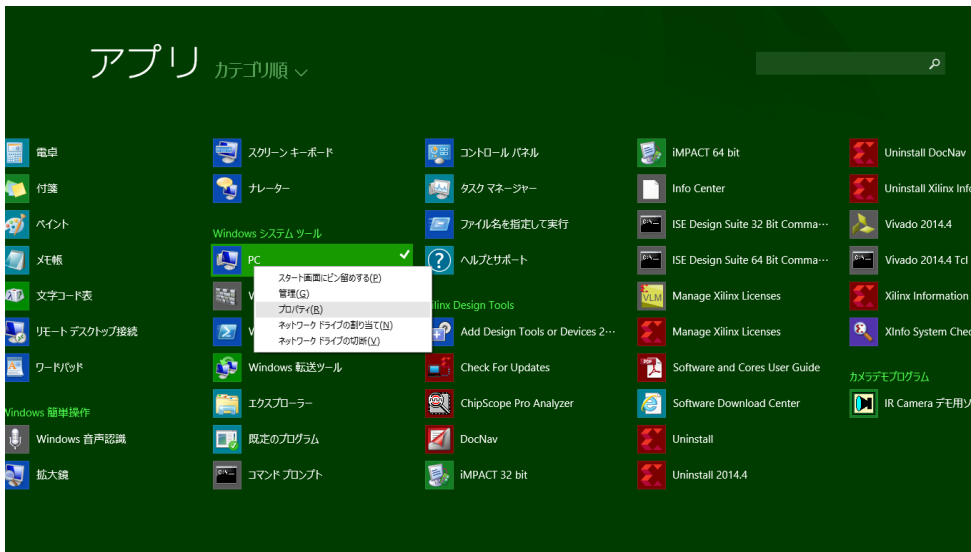 アプリ カテゴリ順
電卓
付箋
ペイント
メモ帳
文字コード表
リモート デスクトップ接続
ワードパッド
Windows 簡単操作
Windows 音声認識
拡大鏡
スクリーン キーボード
ナレーター
Windows システム ツール
PC
スタート画面にピン留めする(P)
管理(G)
プロパティ(R)
ネットワーク ドライブの割り当て(N)
ネットワーク ドライブの切断(V)
Windows 転送ツール
エクスプローラー
既定のプログラム
コマンド プロンプト
コントロール パネル
タスク マネージャー
ファイル名を指定して実行
ヘルプとサポート
ilinx Design Tools
Add Design Tools or Devices 2…
Check For Updates
ChipScope Pro Analyzer
DocNav
iMPACT 32 bit
iMPACT 64 bit
Info Center
ISE Design Suite 32 Bit Comma…
ISE Design Suite 64 Bit Comma…
Manage Xilinx Licenses
Manage Xilinx Licenses
Software and Cores User Guide
Software Download Center
Uninstall
Uninstall 2014.4
Uninstall DocNav
Uninstall Xilinx Info
Vivado 2014.4
Vivado 2014.4 Tcl
Xilinx Information
XInfo System Chec
カメラデモプログラム
IR Camera デモ用ソ